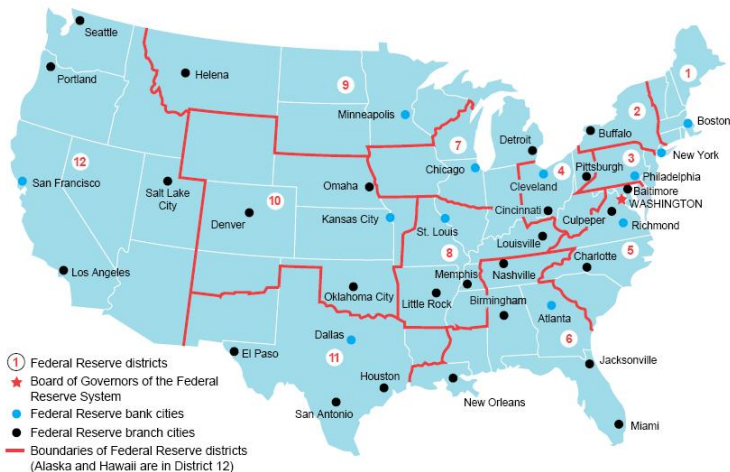 Seattle
Portland
Helena
9
1
2
Minneapolis
Boston
7
Detroit
Buffalo
New York
12
4
3
Chicago
Cleveland
Pittsburgh
Philadelphia
San Francisco
Salt Lake
City
Omaha
Baltimore
WASHINGTON
10
Denver
Kansas City
St. Louis
Cincinnati
Culpeper
Richmond
Louisville
5
8
Los Angeles
Oklahoma City
Memphis
Nashville
Charlotte
Little Rock
Birmingham
Atlanta
Dallas
6
El Paso
11
Jacksonville
Houston
San Antonio
New Orleans
Miami
1 Federal Reserve districts
Board of Governors of the Federal
Reserve System
Federal Reserve bank cities
Federal Reserve branch cities
Boundaries of Federal Reserve districts
(Alaska and Hawaii are in District 12)